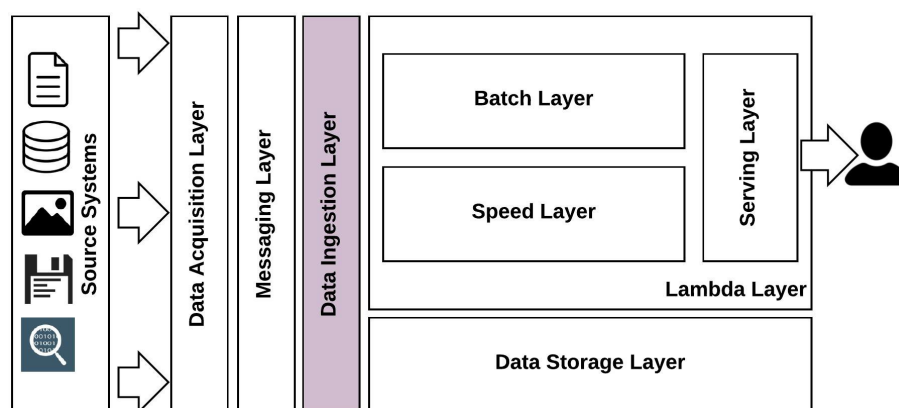 Source Systems
Data Acquisition Layer
Messaging Layer
Data Ingestion Layer
Batch Layer
Speed Layer
Serving Layer
Lambda Layer
Data Storage Layer